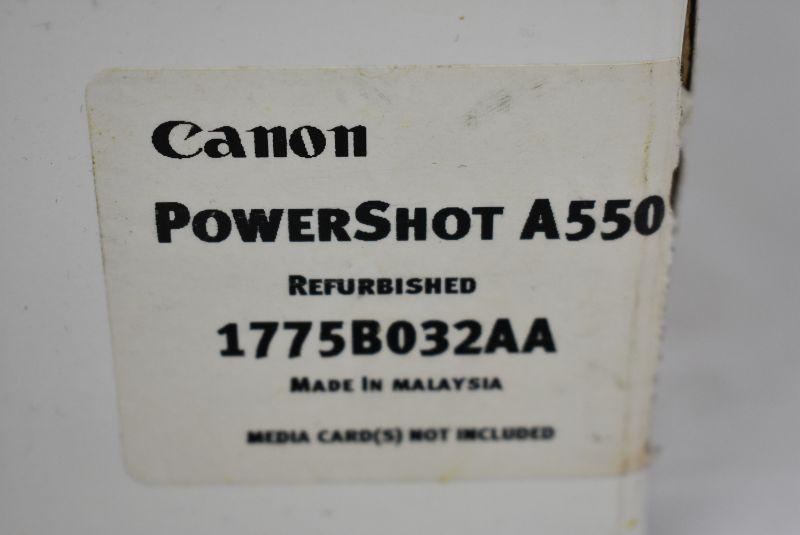 Canon
PowerShot A550
Refurbished
1775B032AA
Made In Malaysia
Media Card(s) Not Included